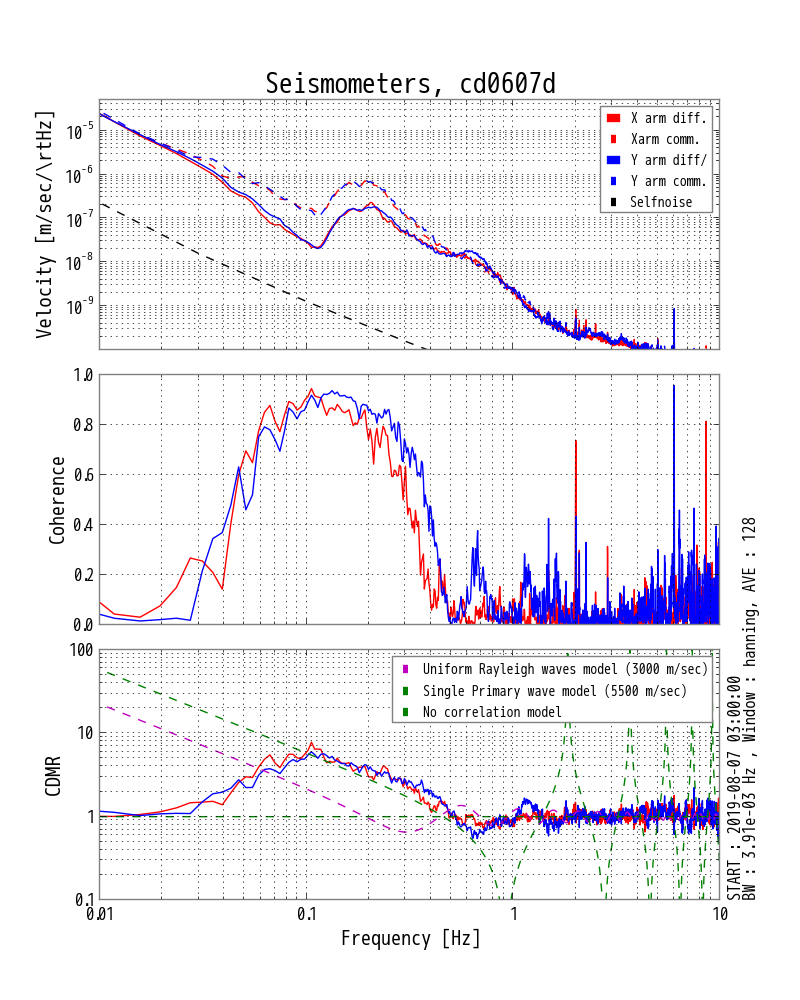 Seismometers, cd0607d
Velocity [m/sec/\rtHz]
10^-5
10^-6
10^-7
10^-8
10^-9
X arm diff.
Xarm comm.
Y arm diff/
Y arm comm.
Selfnoise
Coherence
1.0
0.8
0.6
0.4
0.2
0.0
CDMR
100
10
1
0.1
Uniform Rayleigh waves model (3000 m/sec)
Single Primary wave model (5500 m/sec)
No correlation model
0.01
0.1
1
10
Frequency [Hz]
START : 2019-08-07 03:00:00
BW : 3.91e-03 Hz , Window : hanning, AVE : 128